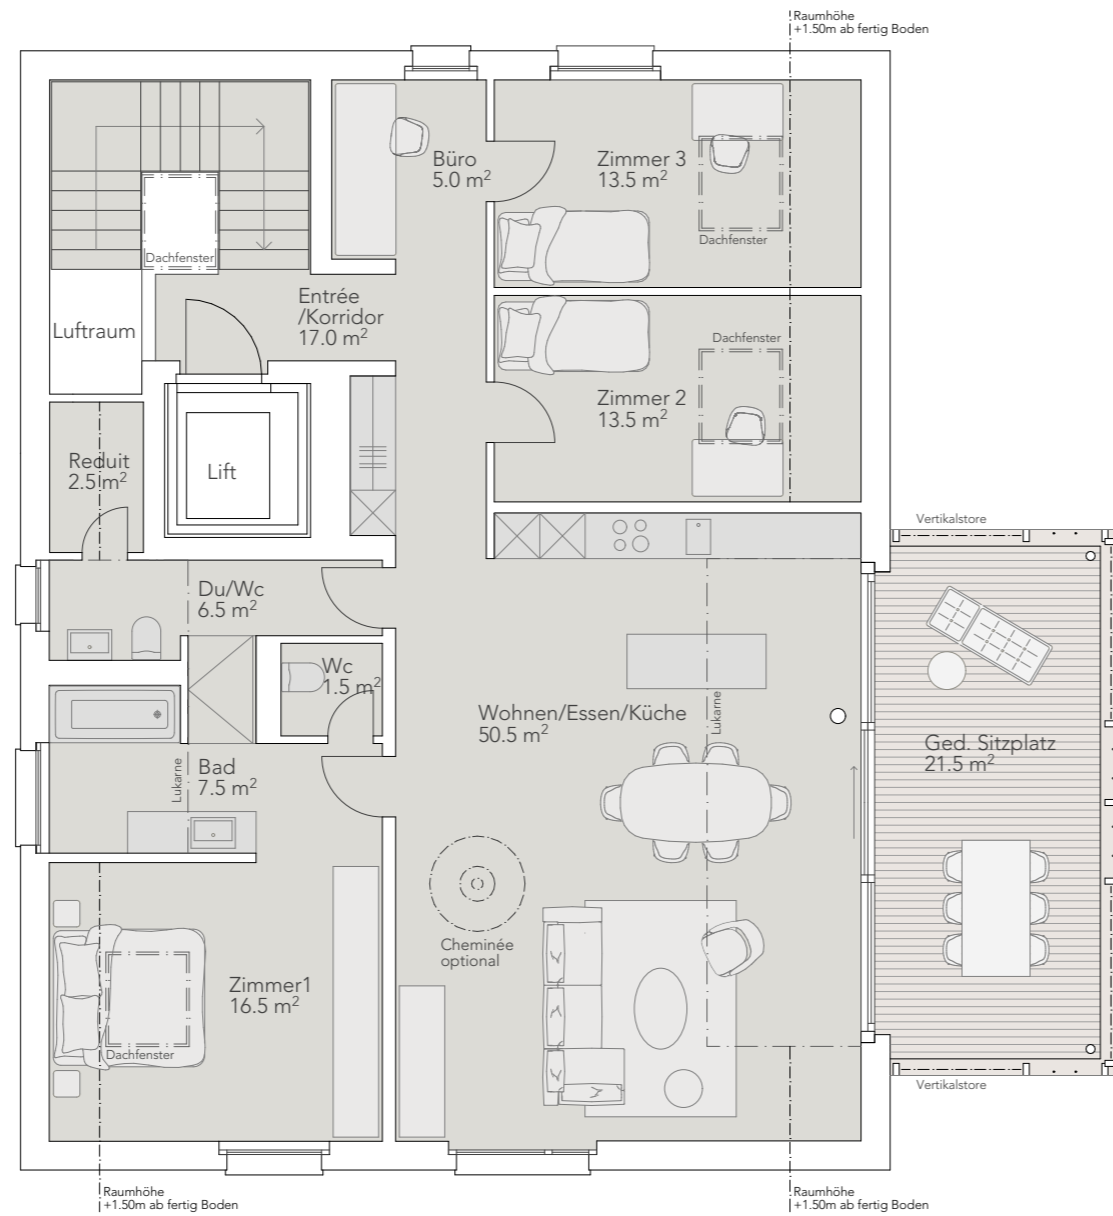 Raumhöhe
+1.50m ab fertig Boden
Büro
5.0 m²
Zimmer 3
13.5 m²
Dachfenster
Dachfenster
Entrée
/Korridor
17.0 m²
Luftraum
Dachfenster
Zimmer 2
13.5 m²
Reduit
2.5 m²
Lift
Vertikalstore
Du/Wc
6.5 m²
Wc
1.5 m²
Lukarne
Wohnen/Essen/Küche
50.5 m²
Ged. Sitzplatz
21.5 m²
Lukarne
Bad
7.5 m²
Cheminée
optional
Zimmer1
16.5 m²
Dachfenster
Vertikalstore
Raumhöhe
+1.50m ab fertig Boden
Raumhöhe
+1.50m ab fertig Boden